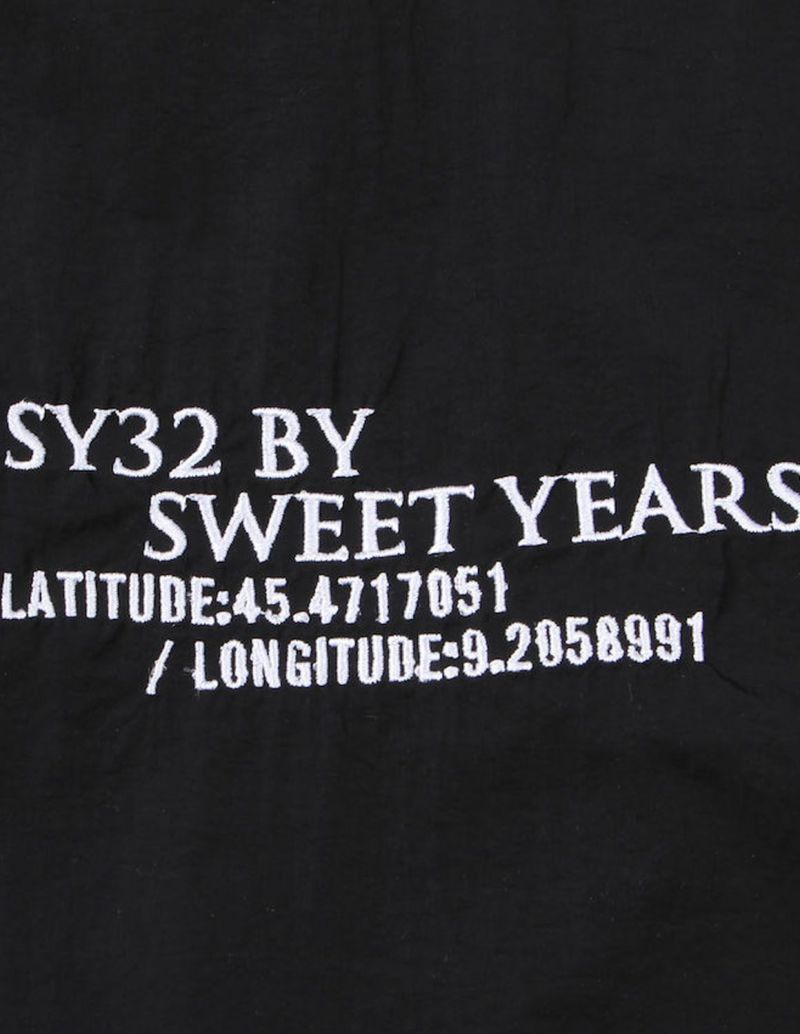 SY32 BY
SWEET YEARS
LATITUDE:45.4717051
/ LONGITUDE:9.2058991